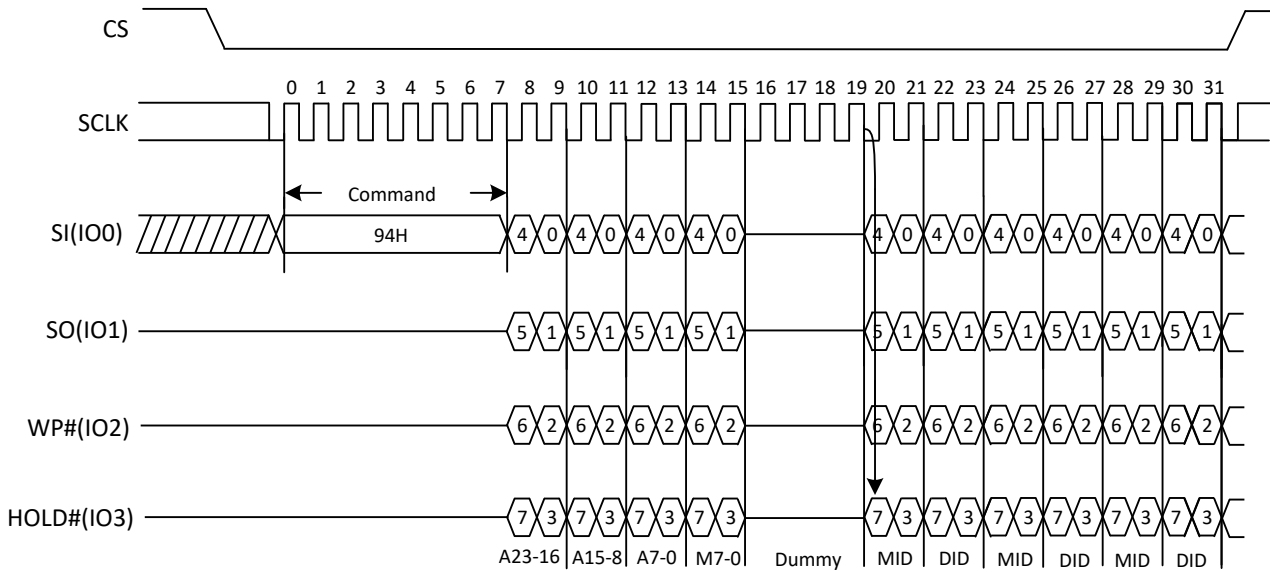 CS
0 1 2 3 4 5 6 7 8 9 10 11 12 13 14 15 16 17 18 19 20 21 22 23 24 25 26 27 28 29 30 31
SCLK
Command
SI(IO0) 94H 4 0 4 0 4 0 4 0 4 0 4 0 4 0 4 0 4 0 4 0
SO(IO1) 5 1 5 1 5 1 5 1 5 1 5 1 5 1 5 1 5 1 5 1
WP#(IO2) 6 2 6 2 6 2 6 2 6 2 6 2 6 2 6 2 6 2 6 2
HOLD#(IO3) 7 3 7 3 7 3 7 3 7 3 7 3 7 3 7 3 7 3 7 3
A23-16 A15-8 A7-0 M7-0 Dummy MID DID MID DID MID DID